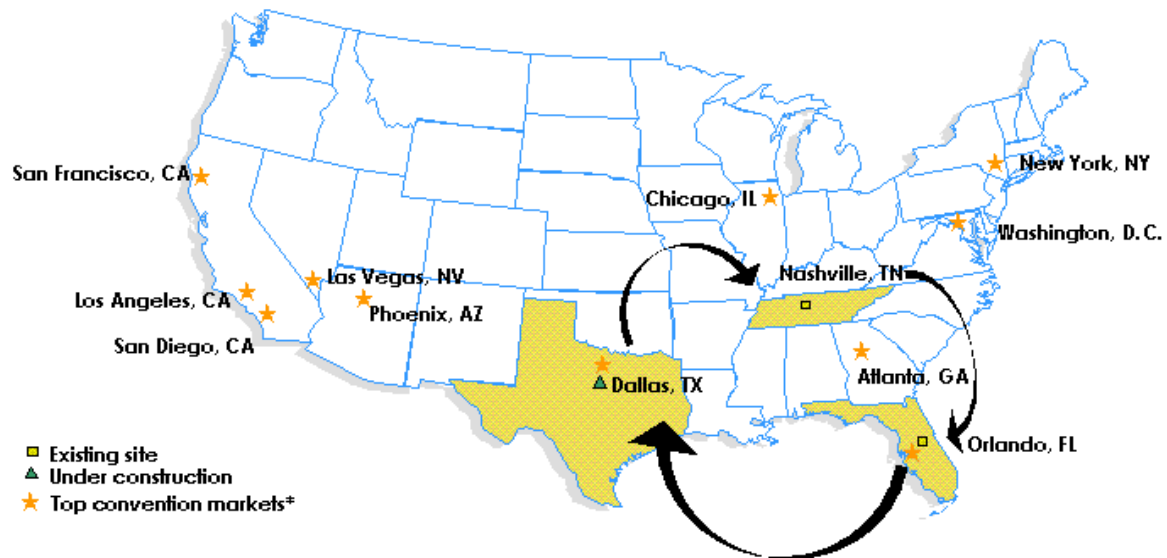 San Francisco, CA
New York, NY
Chicago, IL
Washington, D.C.
Nashville, TN
Las Vegas, NV
Los Angeles, CA
Phoenix, AZ
San Diego, CA
Atlanta, GA
Dallas, TX
Orlando, FL
Existing site
Under construction
Top convention markets*